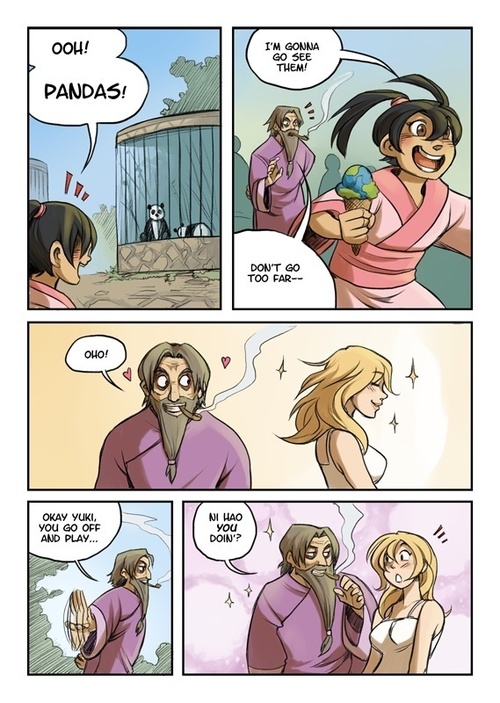 OOH!
PANDAS!
I'M GONNA
GO SEE
THEM!
DON'T GO
TOO FAR--
OHO!
OKAY YUKI,
YOU GO OFF
AND PLAY...
NI HAO
YOU
DOIN'?